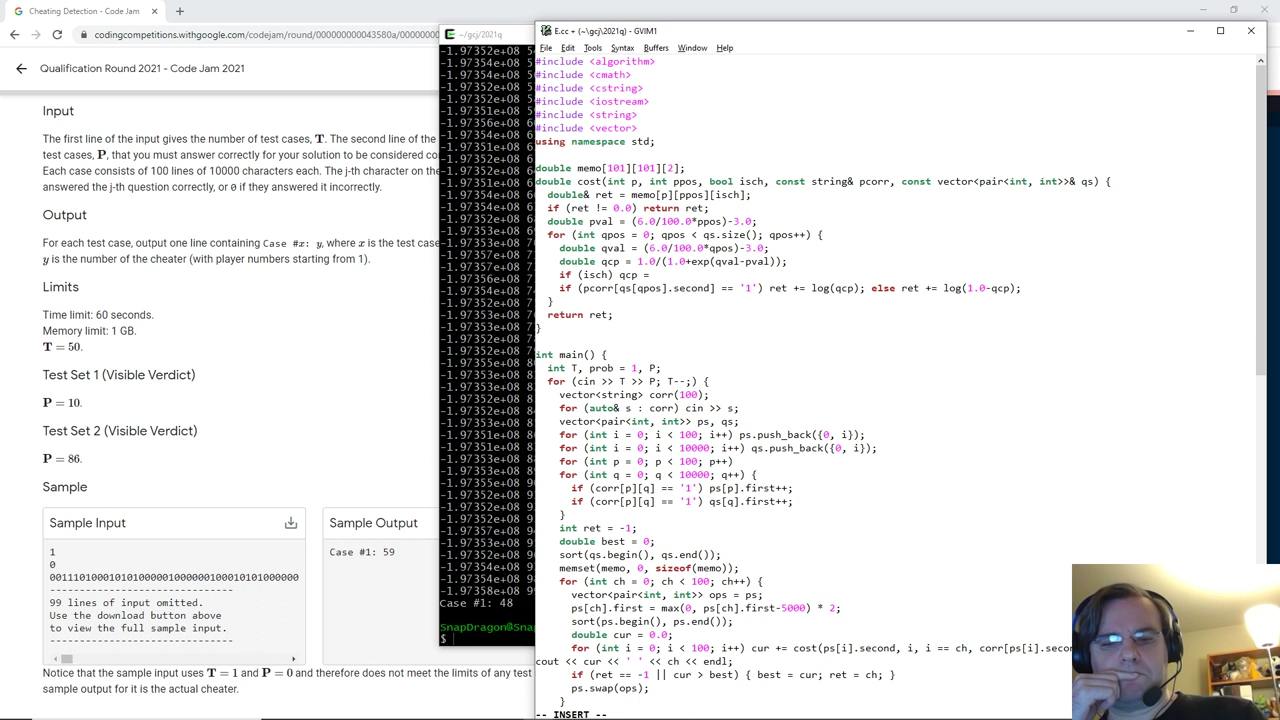 Cheating Detection - Code Jam
codingcompetitions.withgoogle.com/codejam/round/000000000043580a/0000
Qualification Round 2021 - Code Jam 2021
Input
The first line of the input gives the number of test cases, T. The second line of the
test cases, P, that you must answer correctly for your solution to be considered co
Each case consists of 100 lines of 10000 characters each. The j-th character on the
answered the j-th question correctly, or 0 if they answered it incorrectly.
Output
For each test case, output one line containing Case #x: y, where x is the test case
y is the number of the cheater (with player numbers starting from 1).
Limits
Time limit: 60 seconds.
Memory limit: 1 GB.
T = 50.
Test Set 1 (Visible Verdict)
P = 10.
Test Set 2 (Visible Verdict)
P = 86.
Sample
Sample Input
1
0
-----------------------------
99 lines of input omitted.
Use the download button above
to view the full sample input.
-----------------------------
Sample Output
Case #1: 59
Notice that the sample input uses T = 1 and P = 0 and therefore does not meet the limits of any test
sample output for it is the actual cheater.
~/gcj/2021q
Case #1: 48
SnapDragon@Snap
$
E.cc + (~\gcj\2021q) - GVIM1
File Edit Tools Syntax Buffers Window Help
#include <algorithm>
#include <cmath>
#include <cstring>
#include <iostream>
#include <string>
#include <vector>
using namespace std;
double memo[101][101][2];
double cost(int p, int ppos, bool isch, const string& pcorr, const vector<pair<int, int>>& qs) {
double& ret = memo[p][ppos][isch];
if (ret != 0.0) return ret;
double pval = (6.0/100.0*ppos)-3.0;
for (int qpos = 0; qpos < qs.size(); qpos++) {
double qval = (6.0/100.0*qpos)-3.0;
double qcp = 1.0/(1.0+exp(qval-pval));
if (isch) qcp =
if (pcorr[qs[qpos].second] == '1') ret += log(qcp); else ret += log(1.0-qcp);
}
return ret;
}
int main() {
int T, prob = 1, P;
for (cin >> T >> P; T--;) {
vector<string> corr(100);
for (auto& s : corr) cin >> s;
vector<pair<int, int>> ps, qs;
for (int i = 0; i < 100; i++) ps.push_back({0, i});
for (int i = 0; i < 10000; i++) qs.push_back({0, i});
for (int p = 0; p < 100; p++)
for (int q = 0; q < 10000; q++) {
if (corr[p][q] == '1') ps[p].first++;
if (corr[p][q] == '1') qs[q].first++;
}
int ret = -1;
double best = 0;
sort(qs.begin(), qs.end());
memset(memo, 0, sizeof(memo));
for (int ch = 0; ch < 100; ch++) {
vector<pair<int, int>> ops = ps;
ps[ch].first = max(0, ps[ch].first-5000) * 2;
sort(ps.begin(), ps.end());
double cur = 0.0;
for (int i = 0; i < 100; i++) cur += cost(ps[i].second, i, i == ch, corr[ps[i].seco
cout << cur << ' ' << ch << endl;
if (ret == -1 || cur > best) { best = cur; ret = ch; }
ps.swap(ops);
}
-- INSERT --